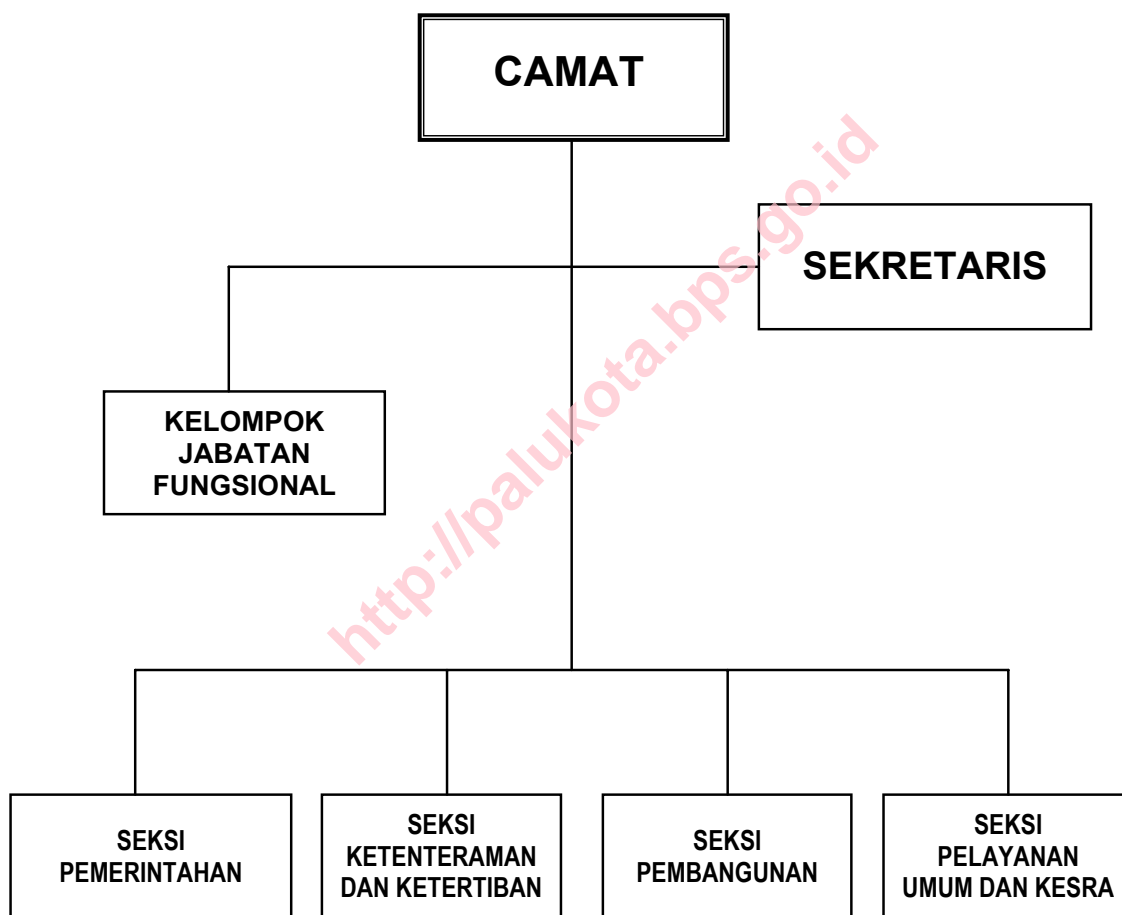 CAMAT
SEKRETARIS
KELOMPOK
JABATAN
FUNGSIONAL
http://palukota.bps.go.id
SEKSI
PEMERINTAHAN
SEKSI
KETENTERAMAN
DAN KETERTIBAN
SEKSI
PEMBANGUNAN
SEKSI
PELAYANAN
UMUM DAN KESRA